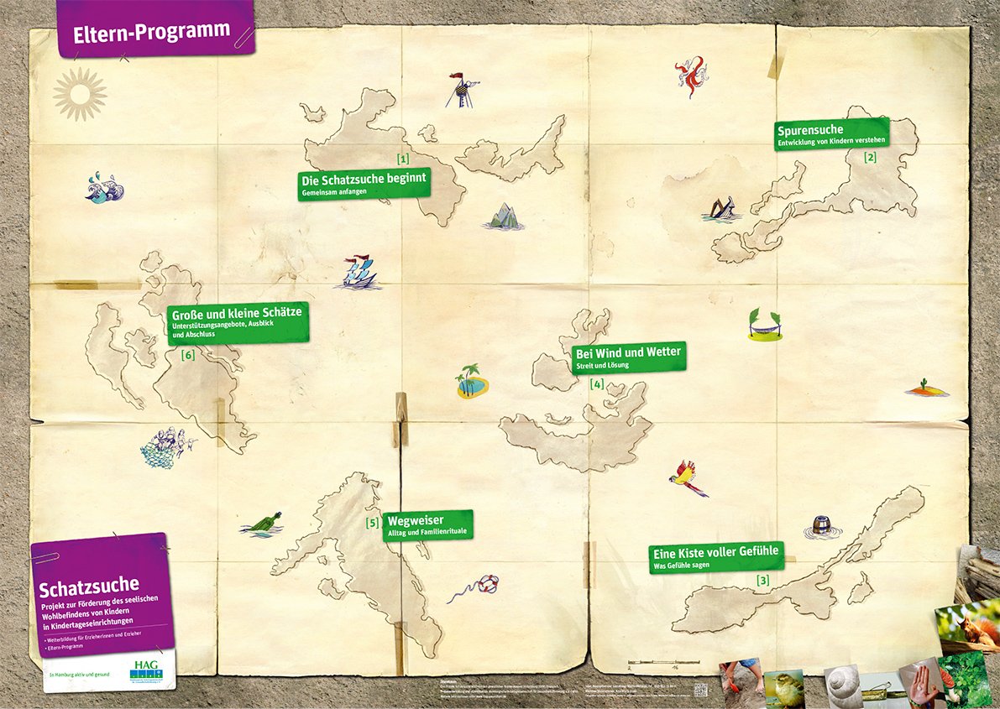 Eltern-Programm
[1]
Die Schatzsuche beginnt
Gemeinsam anfangen
Spurensuche
Entwicklung von Kindern verstehen
[2]
Große und kleine Schätze
Unterstützungsangebote, Ausblick
und Abschluss
[6]
Bei Wind und Wetter
Streit und Lösung
[4]
[5]
Wegweiser
Alltag und Familienrituale
Eine Kiste voller Gefühle
Was Gefühle sagen
[3]
Schatzsuche
Projekt zur Förderung des seelischen
Wohlbefindens von Kindern
in Kindertageseinrichtungen
• Weiterbildung für Erzieherinnen und Erzieher
• Eltern-Programm
In Hamburg aktiv und gesund
HAG